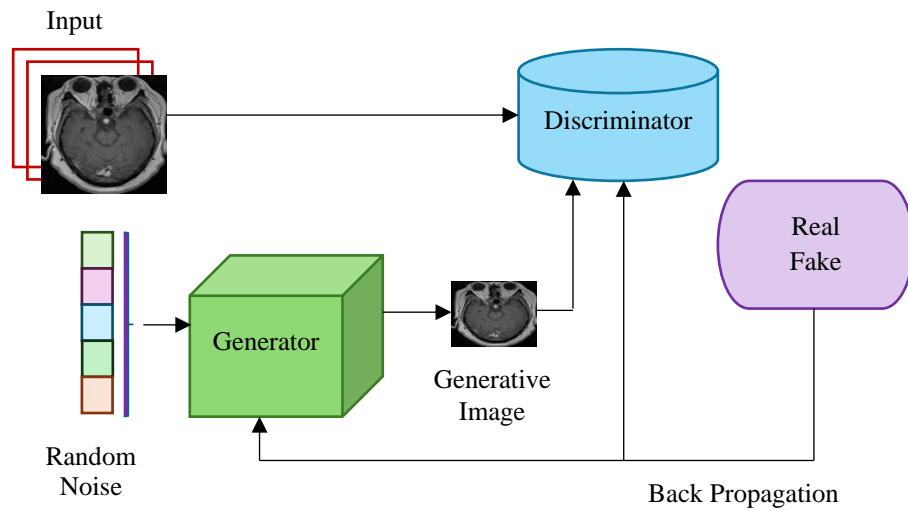 Input
Discriminator
Real
Fake
Generator
Generative
Image
Random
Noise
Back Propagation